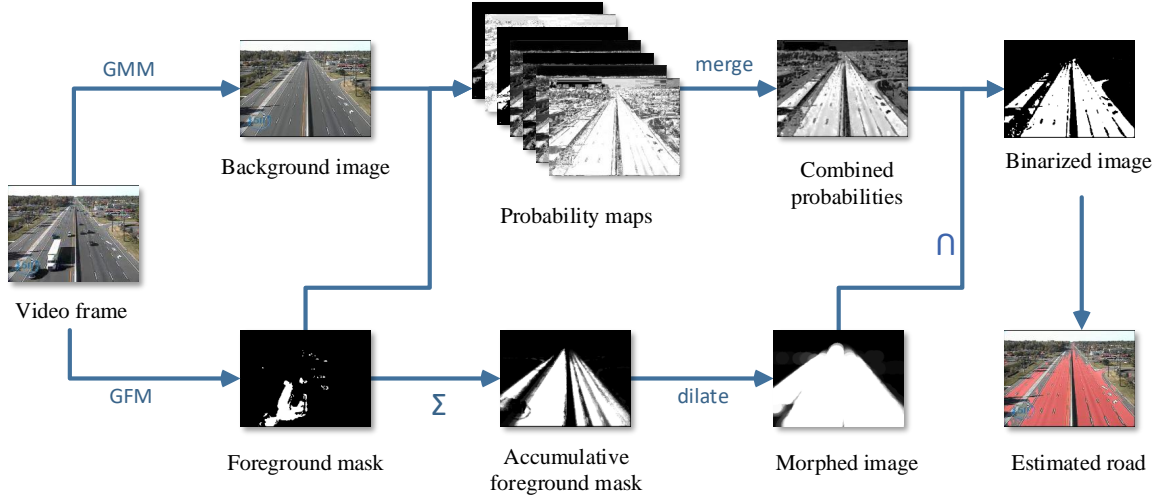 GMM
merge
Background image
Probability maps
Combined
probabilities
Binarized image
Video frame
∩
GFM
Σ
dilate
Foreground mask
Accumulative
foreground mask
Morphed image
Estimated road